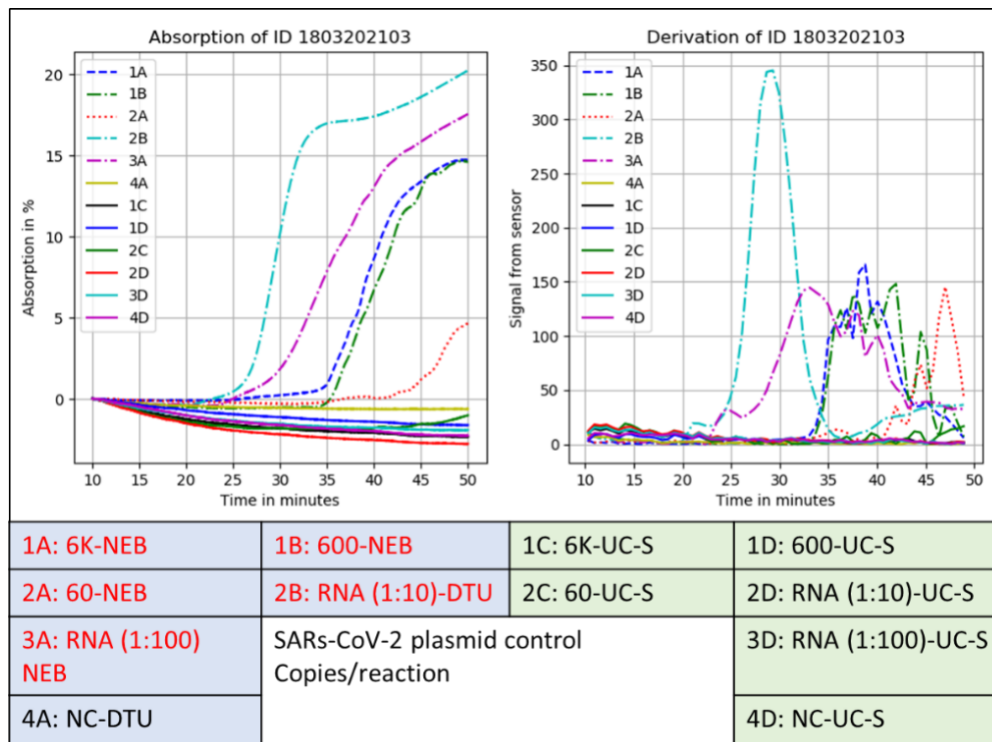 Absorption of ID 1803202103
20
15
10
5
0
Absorption in %
1A
1B
2A
2B
3A
4A
1C
1D
2C
2D
3D
4D
10 15 20 25 30 35 40 45 50
Time in minutes
Derivation of ID 1803202103
350
300
250
200
150
100
50
0
Signal from sensor
1A
1B
2A
2B
3A
4A
1C
1D
2C
2D
3D
4D
10 15 20 25 30 35 40 45 50
Time in minutes
1A: 6K-NEB
1B: 600-NEB
1C: 6K-UC-S
1D: 600-UC-S
2A: 60-NEB
2B: RNA (1:10)-DTU
2C: 60-UC-S
2D: RNA (1:10)-UC-S
3A: RNA (1:100)
NEB
SARs-CoV-2 plasmid control
Copies/reaction
3D: RNA (1:100)-UC-S
4A: NC-DTU
4D: NC-UC-S